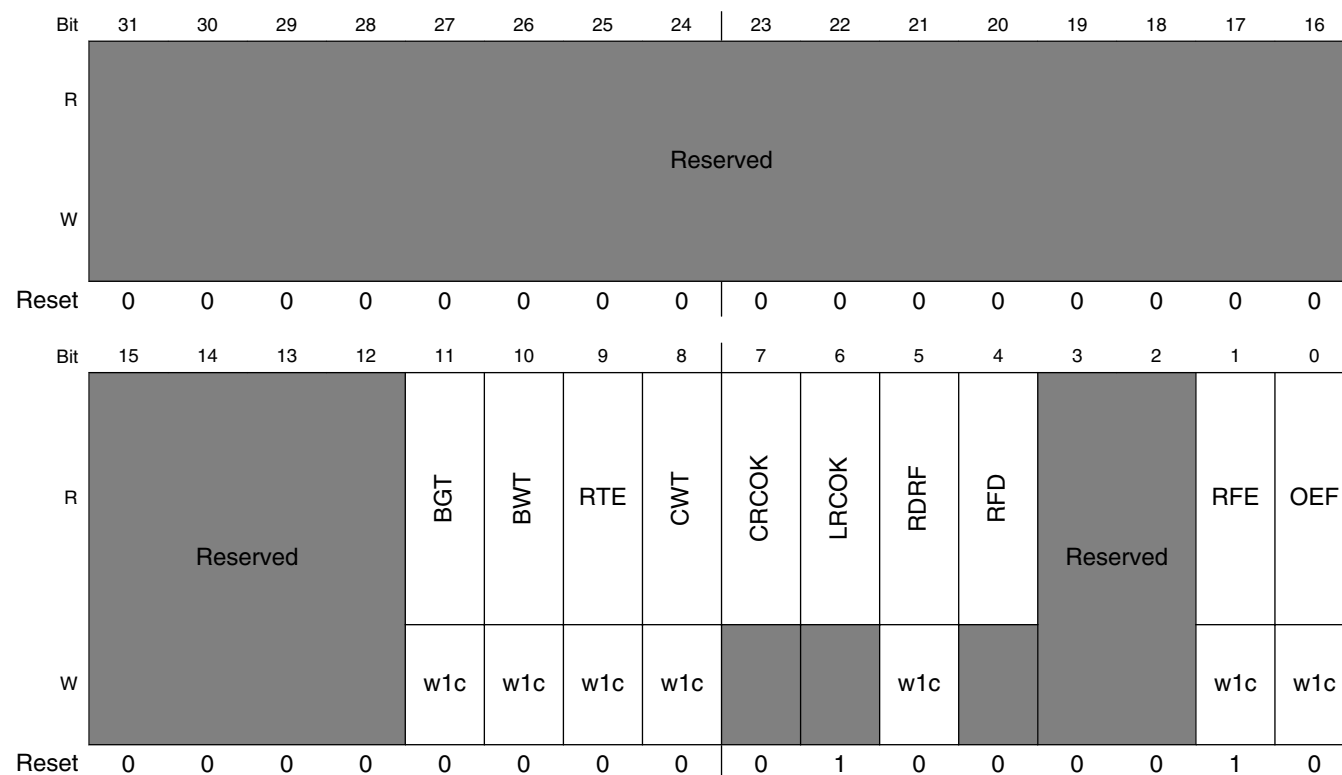 Bit 31 30 29 28 27 26 25 24 23 22 21 20 19 18 17 16
R
Reserved
W
Reset 0 0 0 0 0 0 0 0 0 0 0 0 0 0 0 0
Bit 15 14 13 12 11 10 9 8 7 6 5 4 3 2 1 0
R BGT BWT RTE CWT CRCOK LRCOK RDRF RFD RFE OEF
Reserved Reserved
W w1c w1c w1c w1c w1c w1c w1c
Reset 0 0 0 0 0 0 0 0 0 1 0 0 0 0 1 0